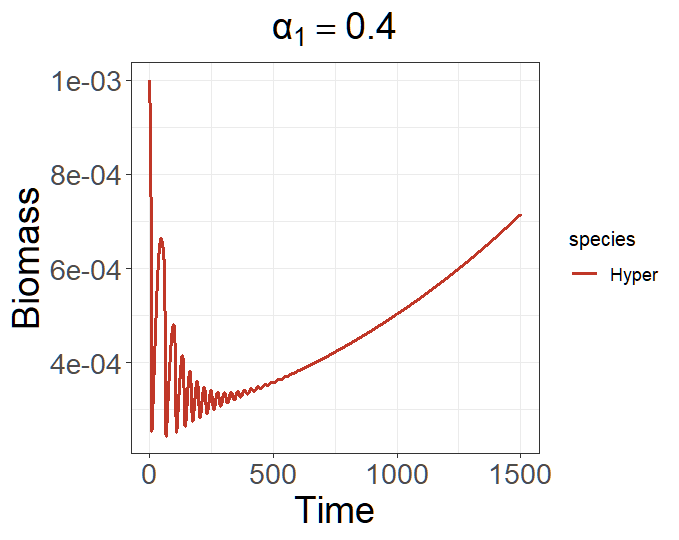 α₁ = 0.4
Biomass
1e-03
8e-04
6e-04
4e-04
0 500 1000 1500
Time
species
Hyper